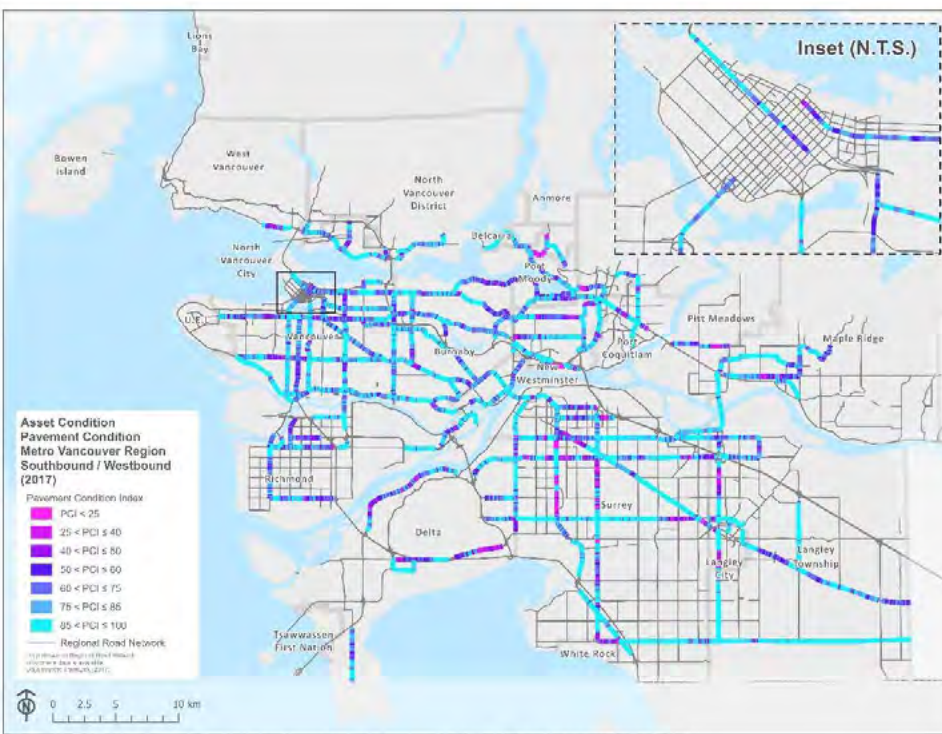 Lions
Bay
Inset (N.T.S.)
Bowen
Island
West
Vancouver
North
Vancouver
District
Anmore
Belcarra
North
Vancouver
City
Port
Moody
Pitt Meadows
Maple Ridge
Vancouver
Burnaby
Port
Coquitlam
New
Westminster
Asset Condition
Pavement Condition
Metro Vancouver Region
Southbound / Westbound
(2017)
Pavement Condition Index
PCI < 25
25 < PCI ≤ 40
40 < PCI ≤ 50
50 < PCI ≤ 60
60 < PCI ≤ 75
75 < PCI ≤ 85
85 < PCI ≤ 100
Regional Road Network
Richmond
Surrey
Delta
Langley
City
Langley
Township
Tsawwassen
First Nation
White Rock
N
0 2.5 5 10 km